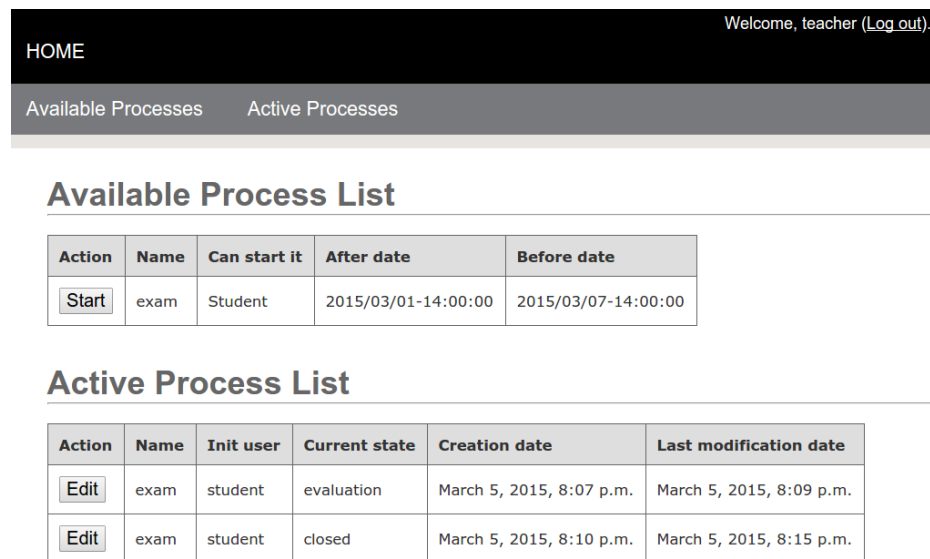 Welcome, teacher (Log out).
HOME
Available Processes Active Processes
Available Process List
Action Name Can start it After date Before date
Start exam Student 2015/03/01-14:00:00 2015/03/07-14:00:00
Active Process List
Action Name Init user Current state Creation date Last modification date
Edit exam student evaluation March 5, 2015, 8:07 p.m. March 5, 2015, 8:09 p.m.
Edit exam student closed March 5, 2015, 8:10 p.m. March 5, 2015, 8:15 p.m.